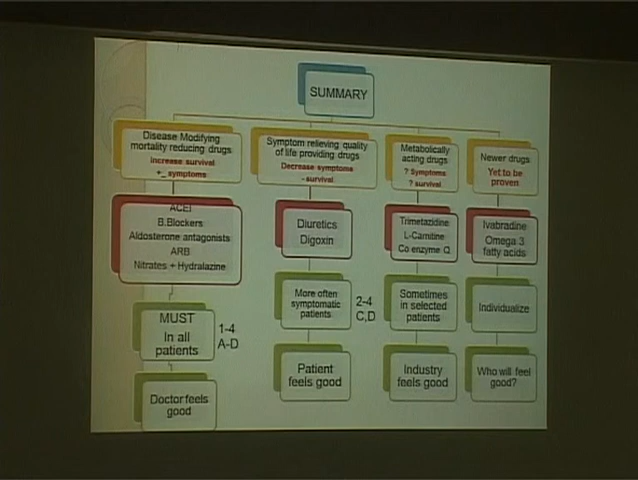 SUMMARY
Disease Modifying
mortality reducing drugs
increase survival
+_ symptoms
ACEI
B.Blockers
Aldosterone antagonists
ARB
Nitrates + Hydralazine
MUST
In all
patients
1-4
A-D
Doctor feels
good
Symptom relieving quality
of life providing drugs
Decrease symptoms
- survival
Diuretics
Digoxin
More often
symptomatic
patients
2-4
C,D
Patient
feels good
Metabolically
acting drugs
? Symptoms
? survival
Trimetazidine
L-Carnitine
Co enzyme Q
Sometimes
in selected
patients
Industry
feels good
Newer drugs
Yet to be
proven
Ivabradine
Omega 3
fatty acids
Individualize
Who will feel
good?